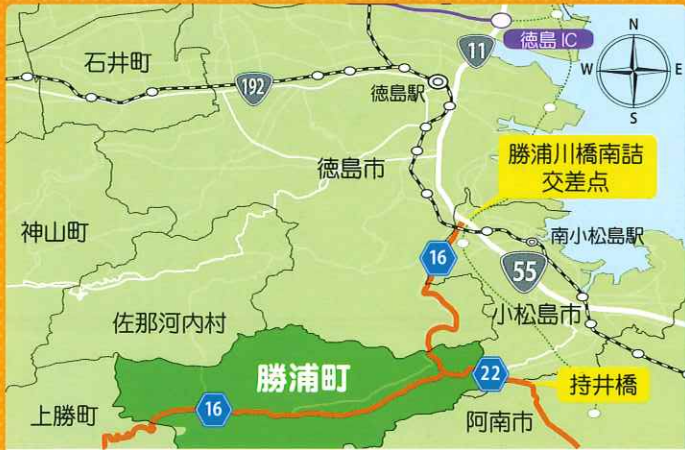 徳島 IC
11
N
W
E
S
石井町
192
徳島駅
徳島市
勝浦川橋南詰
交差点
神山町
南小松島駅
16
55
佐那河内村
小松島市
勝浦町
22
持井橋
上勝町
16
阿南市